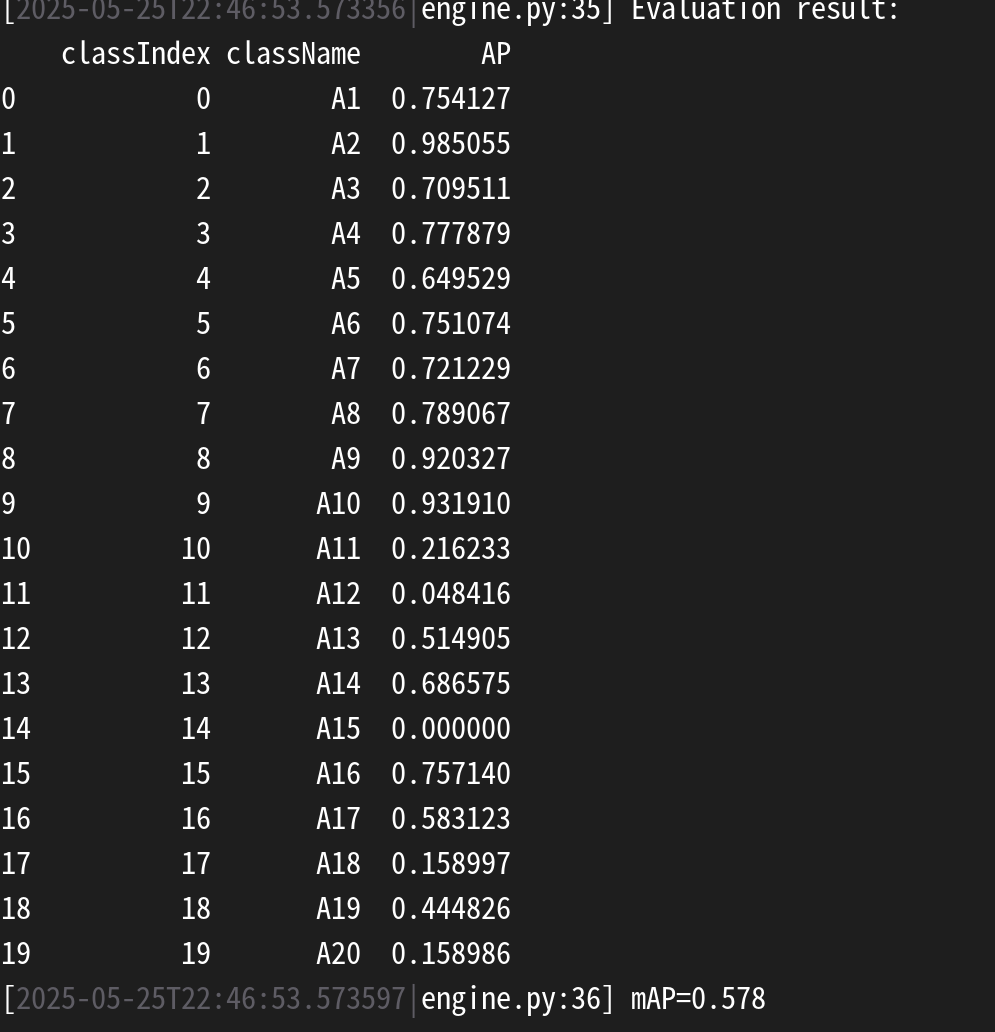 [2025-05-25T22:46:53.573356|engine.py:35] Evaluation result:
    classIndex className        AP
0            0        A1  0.754127
1            1        A2  0.985055
2            2        A3  0.709511
3            3        A4  0.777879
4            4        A5  0.649529
5            5        A6  0.751074
6            6        A7  0.721229
7            7        A8  0.789067
8            8        A9  0.920327
9            9       A10  0.931910
10          10       A11  0.216233
11          11       A12  0.048416
12          12       A13  0.514905
13          13       A14  0.686575
14          14       A15  0.000000
15          15       A16  0.757140
16          16       A17  0.583123
17          17       A18  0.158997
18          18       A19  0.444826
19          19       A20  0.158986
[2025-05-25T22:46:53.573597|engine.py:36] mAP=0.578